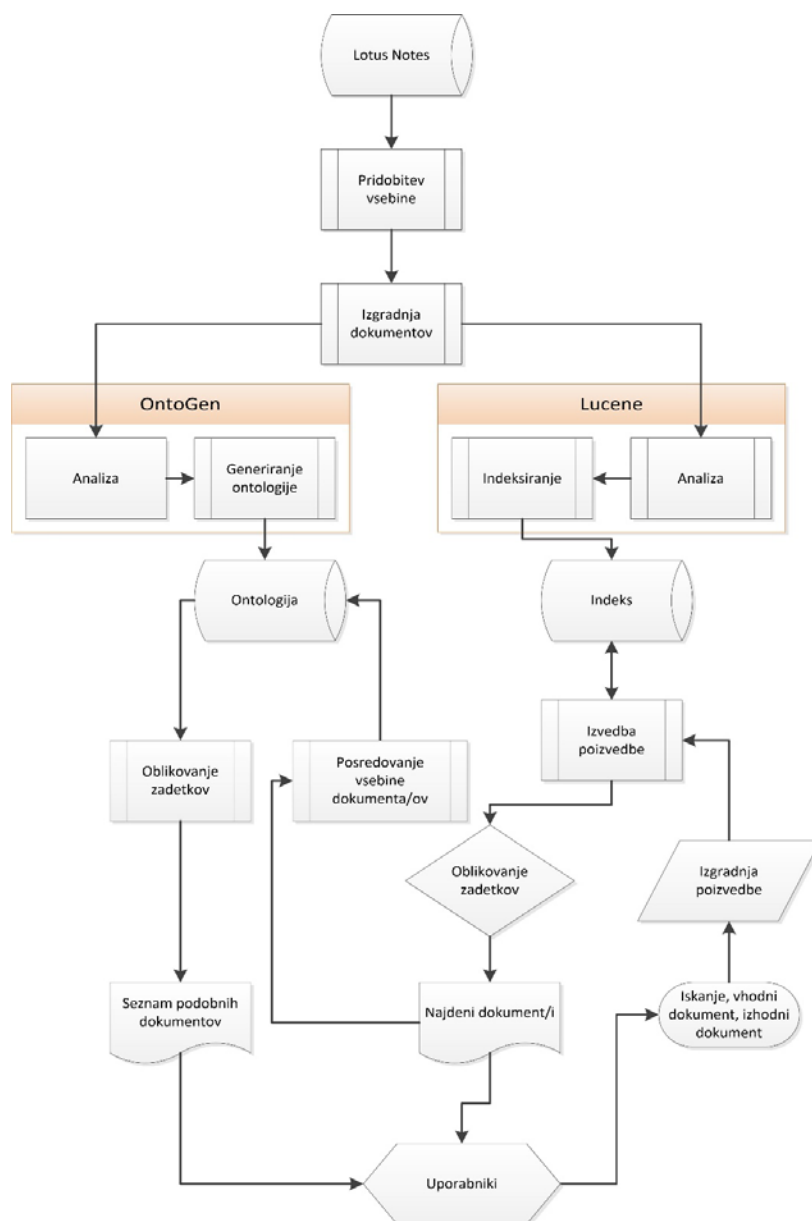 Lotus Notes
Pridobitev
vsebine
Izgradnja
dokumentov
OntoGen
Lucene
Analiza
Generiranje
ontologije
Indeksiranje
Analiza
Ontologija
Indeks
Oblikovanje
zadetkov
Posredovanje
vsebine
dokumenta/ov
Izvedba
poizvedbe
Oblikovanje
zadetkov
Izgradnja
poizvedbe
Seznam podobnih
dokumentov
Najdeni dokument/i
Iskanje, vhodni
dokument, izhodni
dokument
Uporabniki